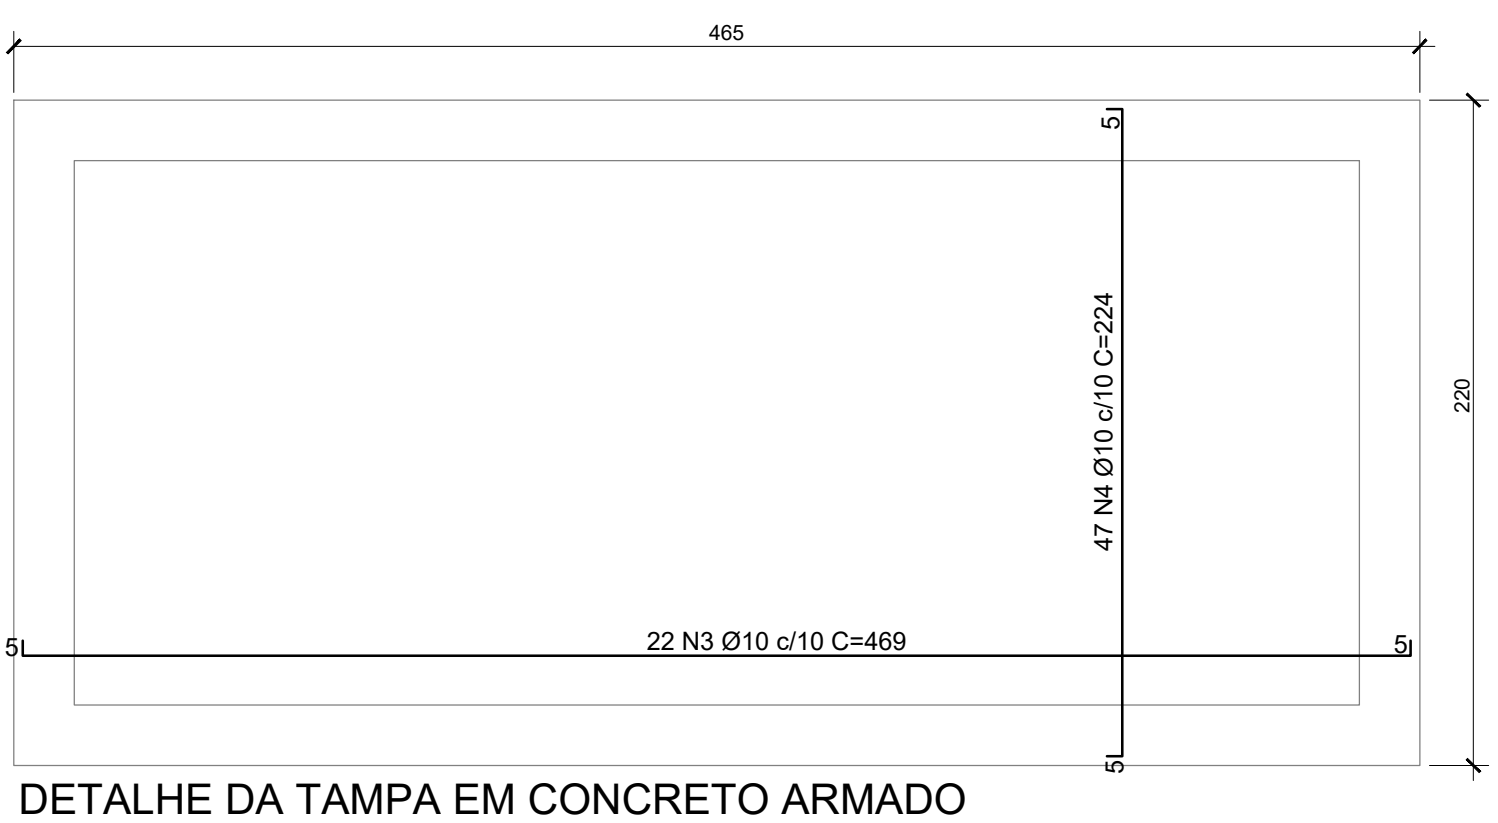 465
5
47 N4 Ø10 c/10 C=224
220
22 N3 Ø10 c/10 C=469
5
5
5
DETALHE DA TAMPA EM CONCRETO ARMADO